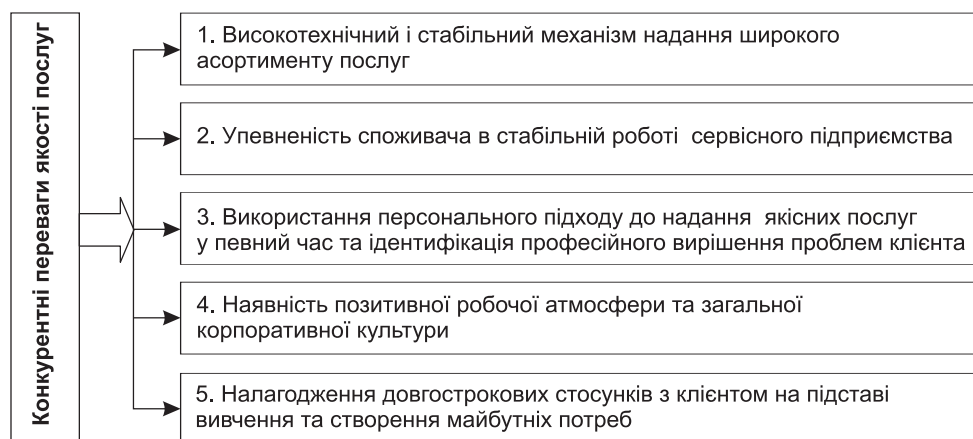 Конкурентні переваги якості послуг
1. Високотехнічний і стабільний механізм надання широкого
асортименту послуг
2. Упевненість споживача в стабільній роботі сервісного підприємства
3. Використання персонального підходу до надання якісних послуг
у певний час та ідентифікація професійного вирішення проблем клієнта
4. Наявність позитивної робочої атмосфери та загальної
корпоративної культури
5. Налагодження довгострокових стосунків з клієнтом на підставі
вивчення та створення майбутніх потреб